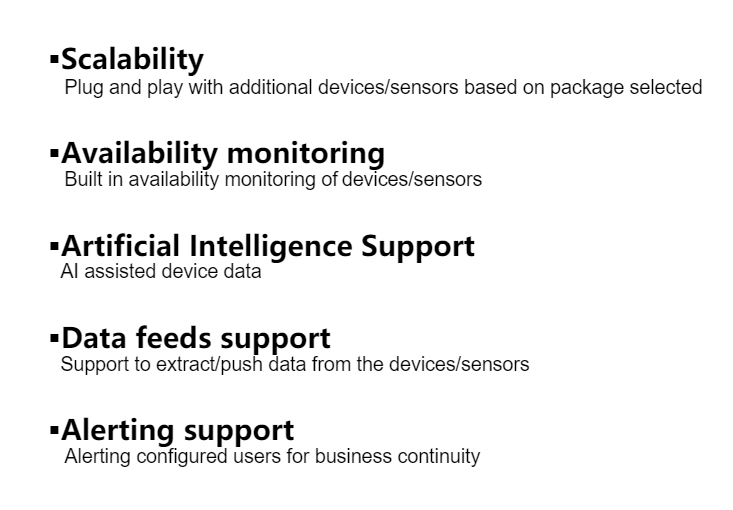 ▪Scalability
Plug and play with additional devices/sensors based on package selected
▪Availability monitoring
Built in availability monitoring of devices/sensors
▪Artificial Intelligence Support
AI assisted device data
▪Data feeds support
Support to extract/push data from the devices/sensors
▪Alerting support
Alerting configured users for business continuity